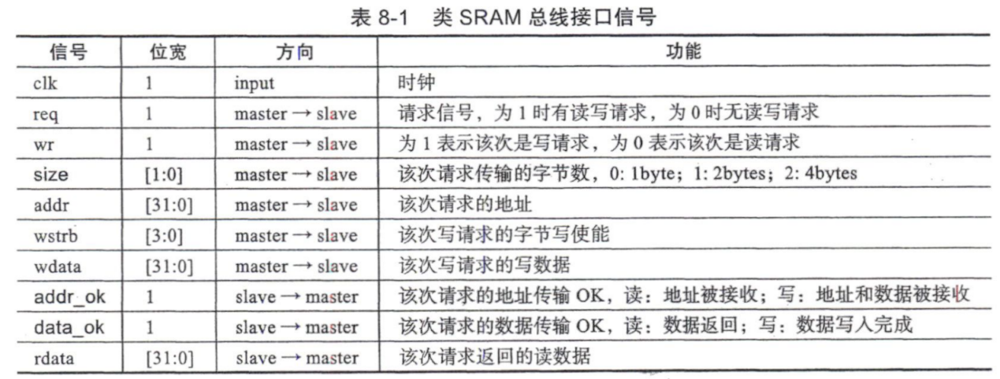 表 8-1 类 SRAM 总线接口信号
信号 位宽 方向 功能
clk 1 input 时钟
req 1 master → slave 请求信号，为 1 时有读写请求，为 0 时无读写请求
wr 1 master → slave 为 1 表示该次是写请求，为 0 表示该次是读请求
size [1:0] master → slave 该次请求传输的字节数，0: 1byte；1: 2bytes；2: 4bytes
addr [31:0] master → slave 该次请求的地址
wstrb [3:0] master → slave 该次写请求的字节写使能
wdata [31:0] master → slave 该次写请求的写数据
addr_ok 1 slave → master 该次请求的地址传输 OK，读：地址被接收；写：地址和数据被接收
data_ok 1 slave → master 该次请求的数据传输 OK，读：数据返回；写：数据写入完成
rdata [31:0] slave → master 该次请求返回的读数据